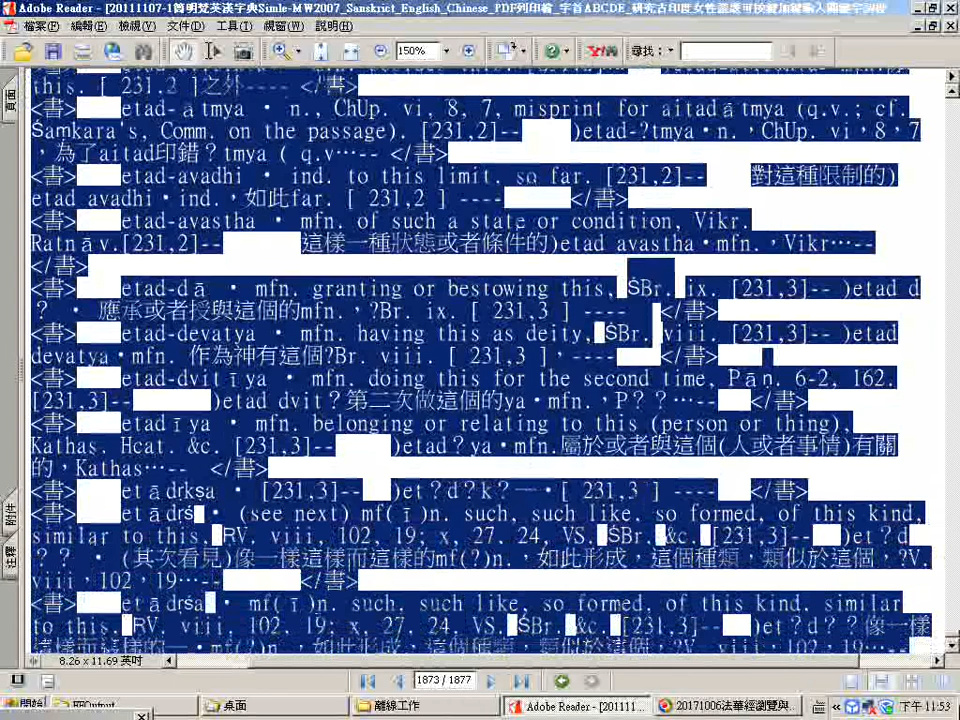 Adobe Reader - [20111107-1簡明梵英漢字典Simle-MW2007_Sanskrit_English_Chinese_PDF列印檔_字首ABCDE_研究古印度女性
檔案(F) 編輯(E) 檢視(V) 文件(D) 工具(T) 視窗(W) 說明(H)
150% 尋找：
頁面
附件
注釋
this. [ 231,2 ]之外---- </書>
<書> etad-ātmya • n., ChUp. vi, 8, 7, misprint for aitadātmya (q.v.; cf.
Śaṃkara's, Comm. on the passage). [231,2]-- )etad-?tmya•n.，ChUp. vi，8，7
，為了aitad印錯？tmya ( q.v…-- </書>
<書> etad-avadhi • ind. to this limit, so far. [231,2]-- 對這種限制的)
etad avadhi•ind.，如此far. [ 231,2 ] ---- </書>
<書> etad-avastha • mfn. of such a state or condition, Vikr.
Ratnāv.[231,2]-- 這樣一種狀態或者條件的)etad avastha•mfn.，Vikr…--
</書>
<書> etad-dā • mfn. granting or bestowing this, ŚBr. ix. [231,3]-- )etad d
？ • 應承或者授與這個的mfn.，?Br. ix. [ 231,3 ] ---- </書>
<書> etad-devatya • mfn. having this as deity, ŚBr. viii. [231,3]-- )etad
devatya•mfn. 作為神有這個?Br. viii. [ 231,3 ]，---- </書>
<書> etad-dvitīya • mfn. doing this for the second time, Pāṇ. 6-2, 162.
[231,3]-- )etad dvit？第二次做這個的ya•mfn.，P？？…-- </書>
<書> etadīya • mfn. belonging or relating to this (person or thing),
Kathas. Hcat. &c. [231,3]-- )etad？ya•mfn.屬於或者與這個(人或者事情)有關
的，Kathas…-- </書>
<書> etādṛkṣa • [231,3]-- )et？d？k？一•[ 231,3 ] ---- </書>
<書> etādṛś • (see next) mf(ī)n. such, such like, so formed, of this kind,
similar to this, RV. viii, 102, 19; x, 27, 24, VS. ŚBr. &c. [231,3]-- )et？d
？？ • (其次看見)像一樣這樣而這樣的mf(?)n. 如此形成，這個種類，類似於這個，?V.
viii，102，19…-- </書>
<書> etādṛśa • mf(ī)n. such, such like, so formed, of this kind, similar
to this, RV. viii, 102, 19; x, 27, 24, VS. ŚBr. &c. [231,3]-- )et？d？？像一樣
8.26 x 11.69 英吋
1873 / 1877
開始 桌面 離線工作 Adobe Reader - [2011... 20171006法華經瀏覽與... 下午 11:53